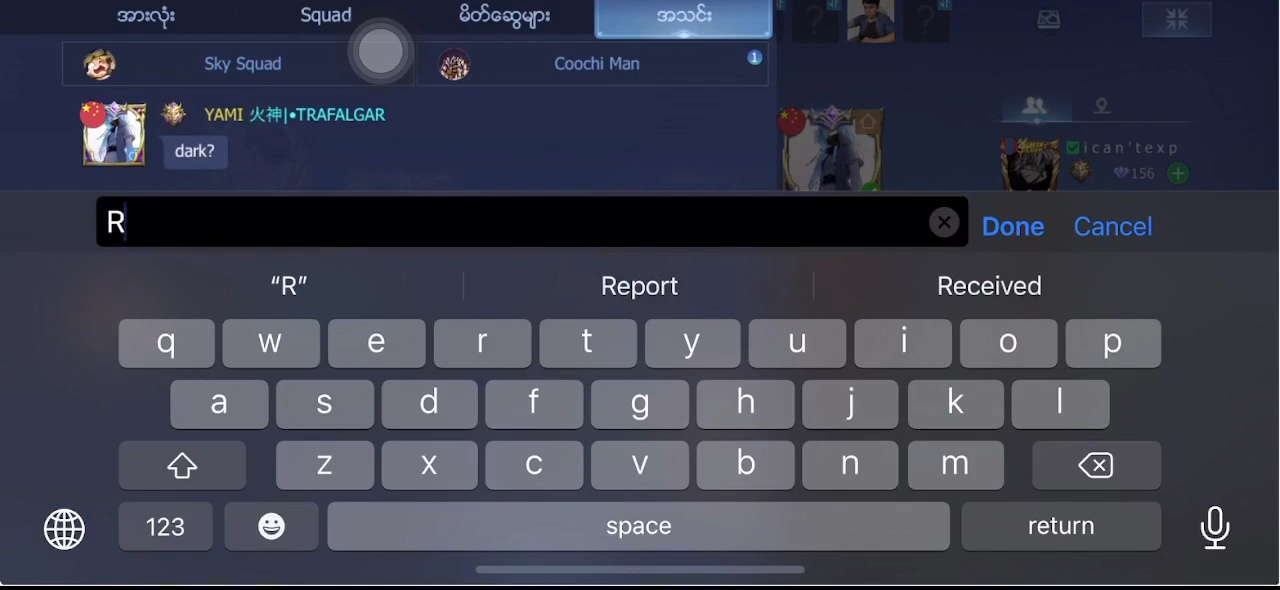 အားလုံး Squad မိတ်ဆွေများ အသင်း
Sky Squad Coochi Man 1
YAMI 火神|•TRAFALGAR
dark?
ican'texp
156
R Done Cancel
“R” Report Received
q w e r t y u i o p
a s d f g h j k l
z x c v b n m
123 space return